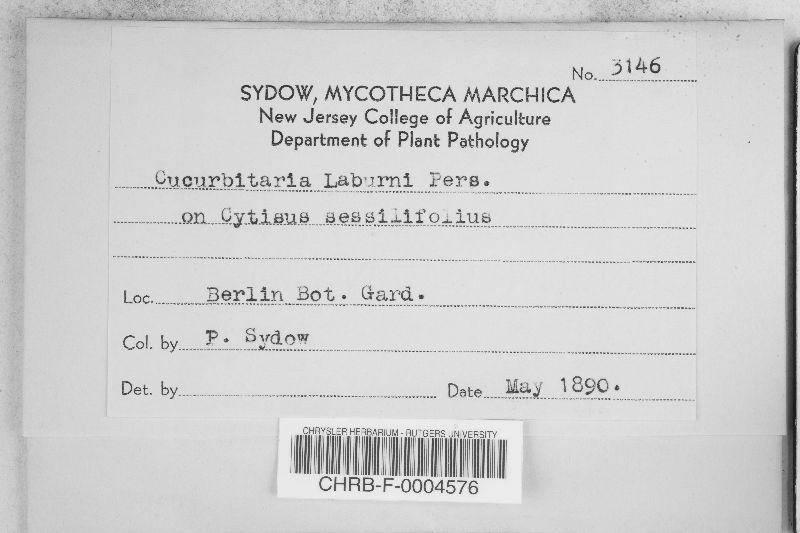 No. 3146
SYDOW, MYCOTHECA MARCHICA
New Jersey College of Agriculture
Department of Plant Pathology
Cucurbitaria Laburni Pers.
on Cytisus sessilifolius
Loc. Berlin Bot. Gard.
Col. by P. Sydow
Det. by Date May 1890.
CHRYSLER HERBARIUM - RUTGERS UNIVERSITY
CHRB-F-0004576